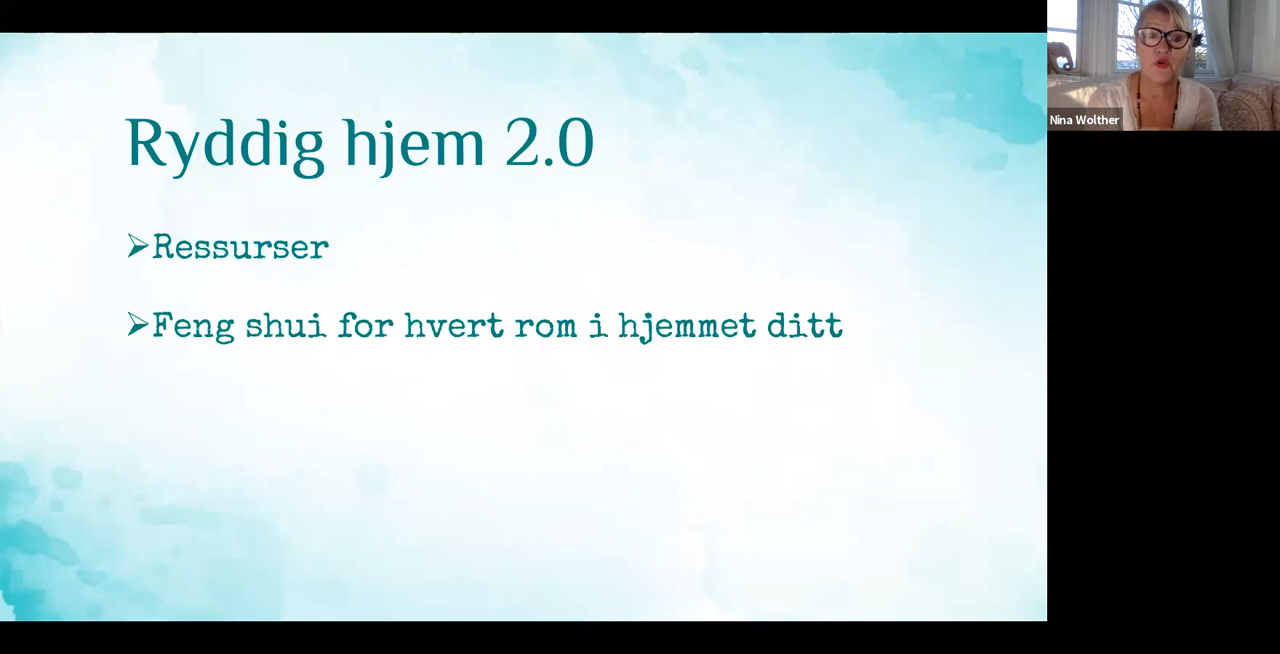 Ryddig hjem 2.0
➢Ressurser
➢Feng shui for hvert rom i hjemmet ditt
Nina Wolther